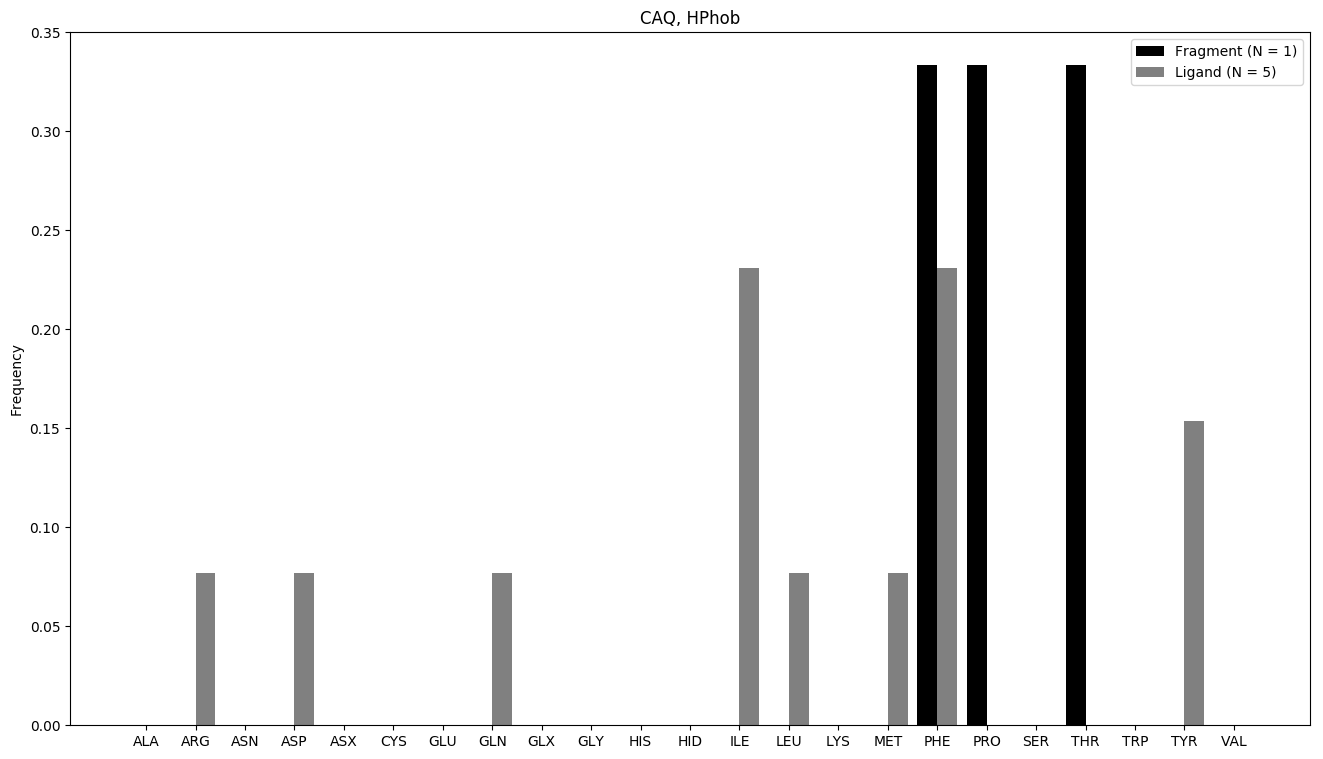 CAQ, HPhob
Fragment (N = 1)
Ligand (N = 5)
Frequency
0.35
0.30
0.25
0.20
0.15
0.10
0.05
0.00
ALA ARG ASN ASP ASX CYS GLU GLN GLX GLY HIS HID ILE LEU LYS MET PHE PRO SER THR TRP TYR VAL